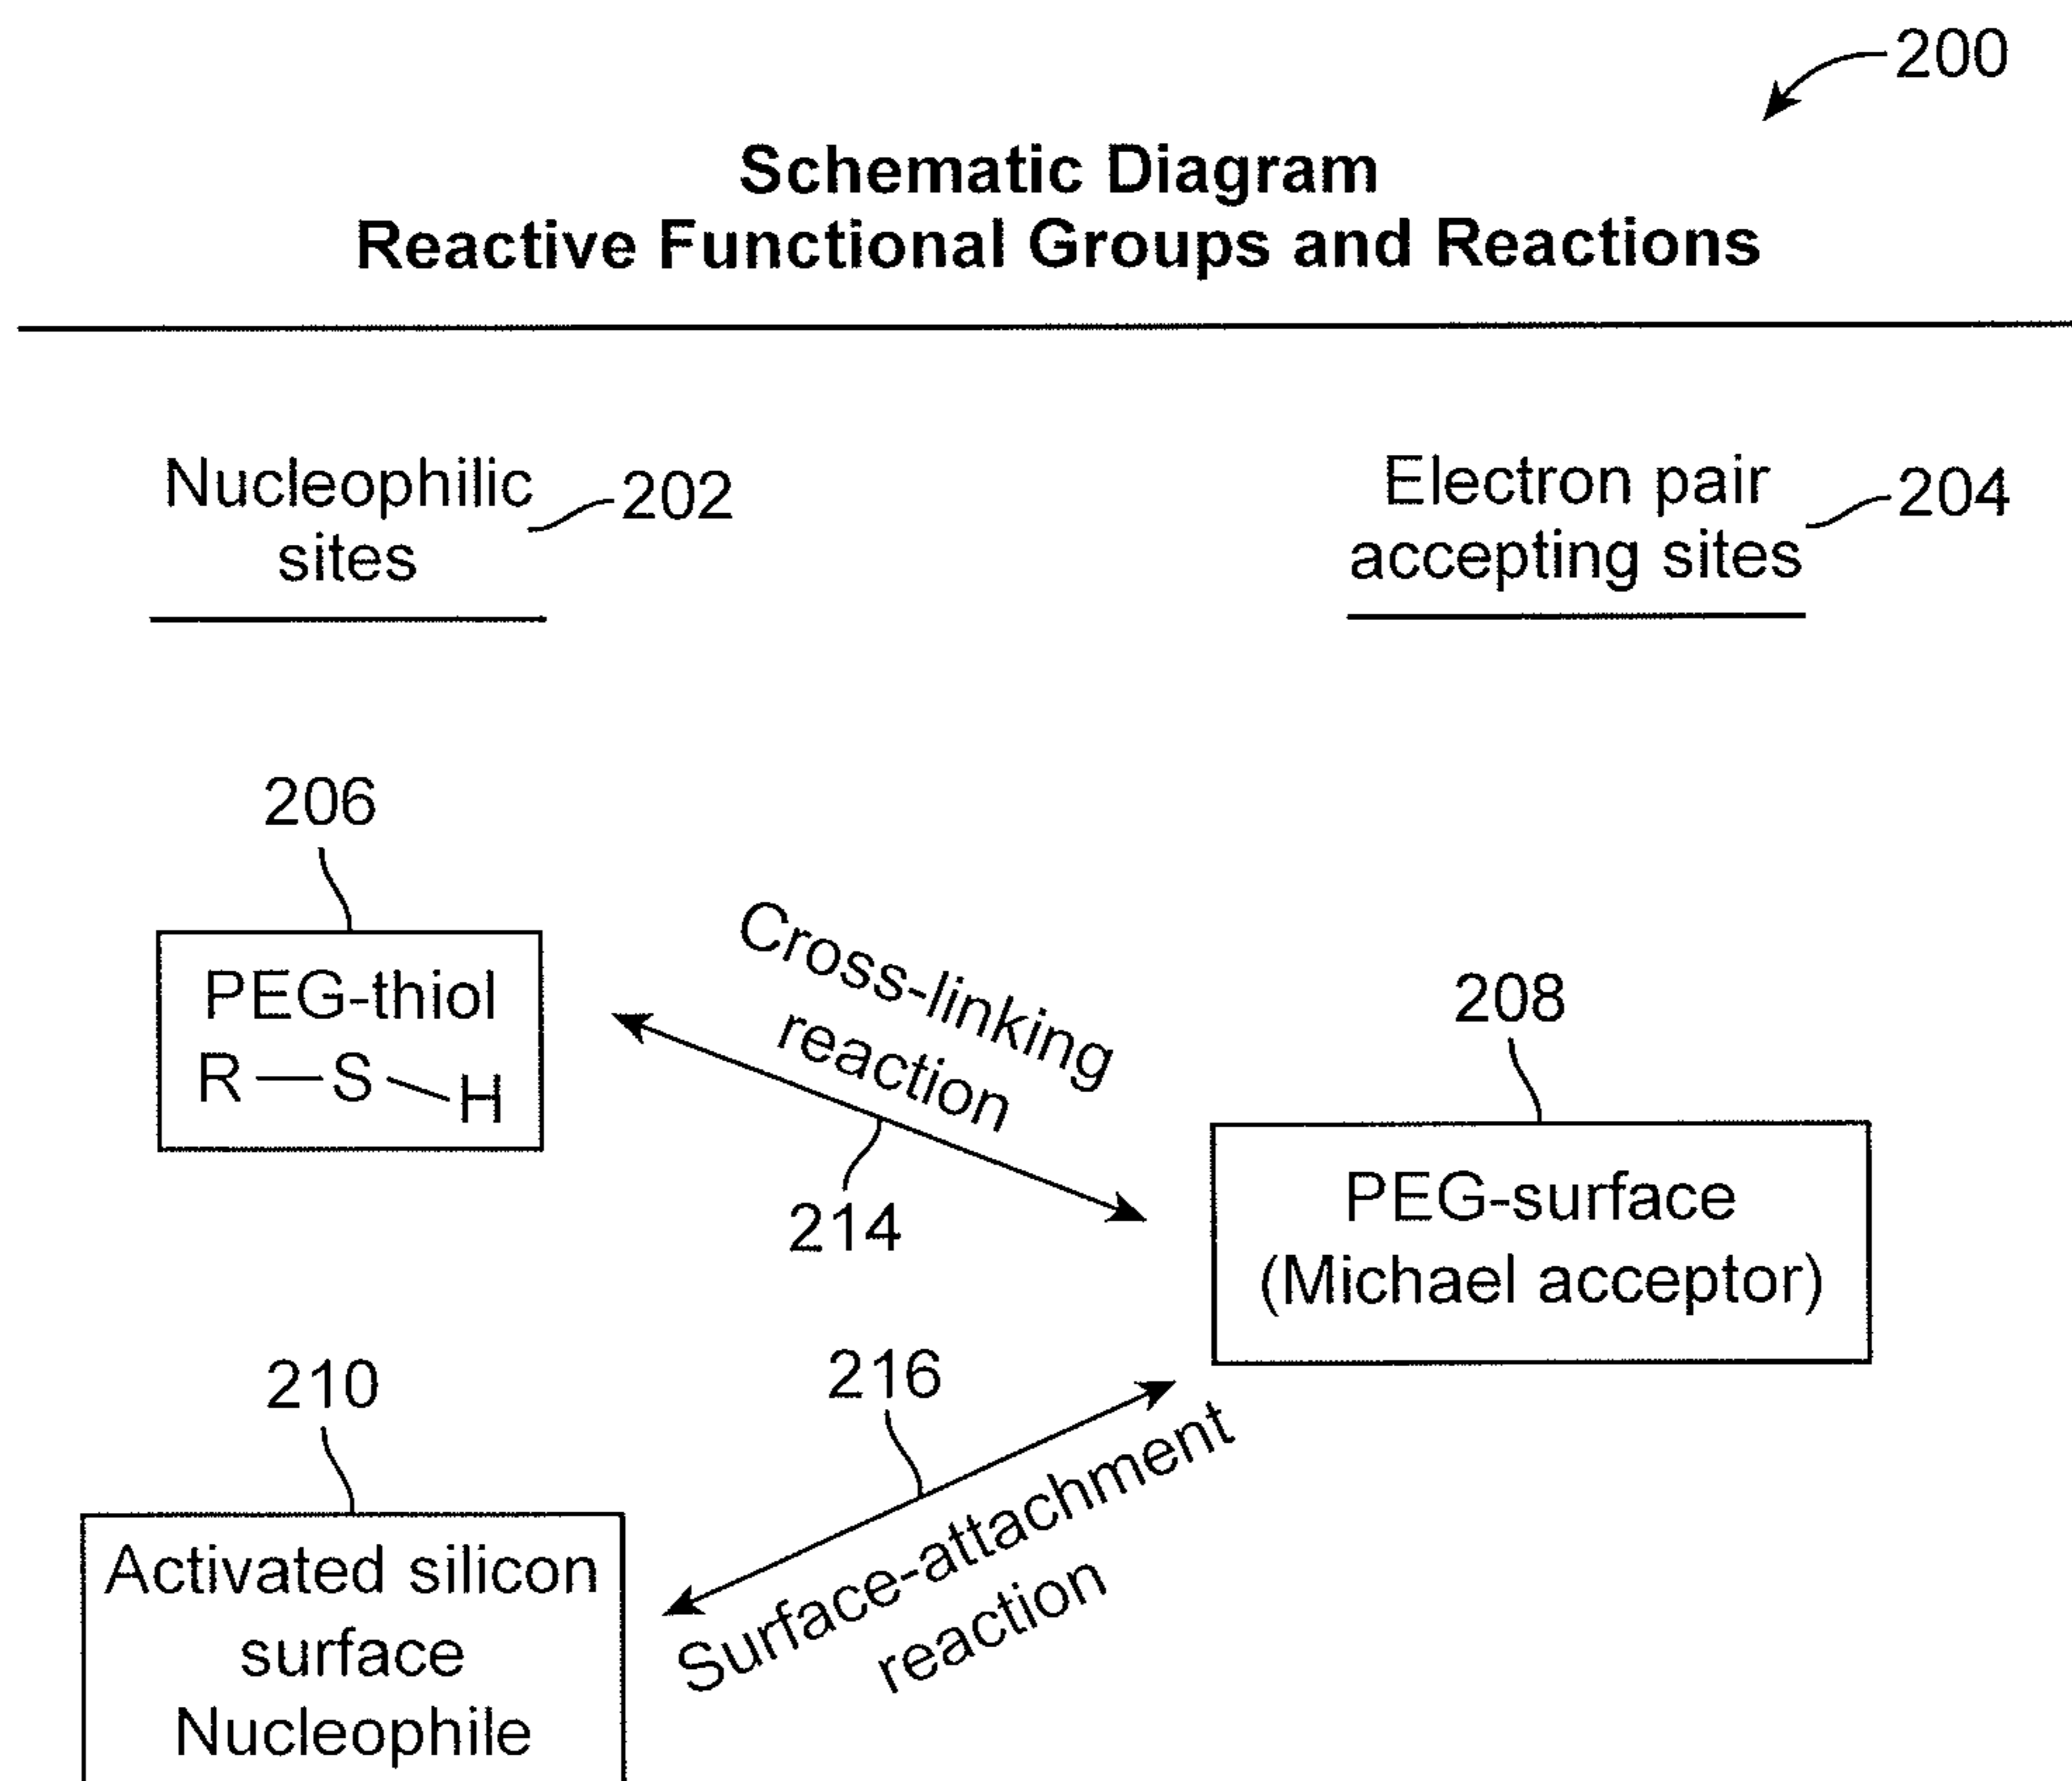 200
Schematic Diagram
Reactive Functional Groups and Reactions
Nucleophilic
sites
202
Electron pair
accepting sites
204
206
PEG-thiol
R—S—H
Cross-linking
reaction
214
208
PEG-surface
(Michael acceptor)
210
Activated silicon
surface
Nucleophile
216
Surface-attachment
reaction